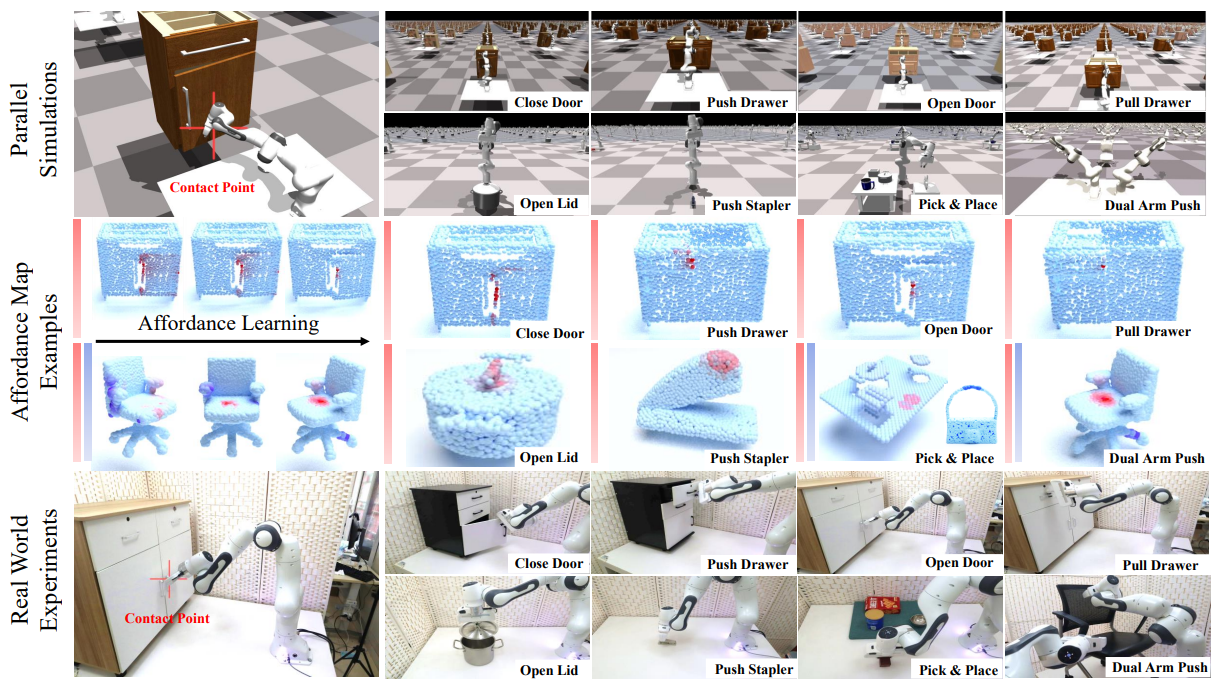 Parallel
Simulations
Contact Point
Close Door
Push Drawer
Open Door
Pull Drawer
Open Lid
Push Stapler
Pick & Place
Dual Arm Push
Affordance Map
Examples
Affordance Learning
Close Door
Push Drawer
Open Door
Pull Drawer
Open Lid
Push Stapler
Pick & Place
Dual Arm Push
Real World
Experiments
Contact Point
Close Door
Push Drawer
Open Door
Pull Drawer
Open Lid
Push Stapler
Pick & Place
Dual Arm Push